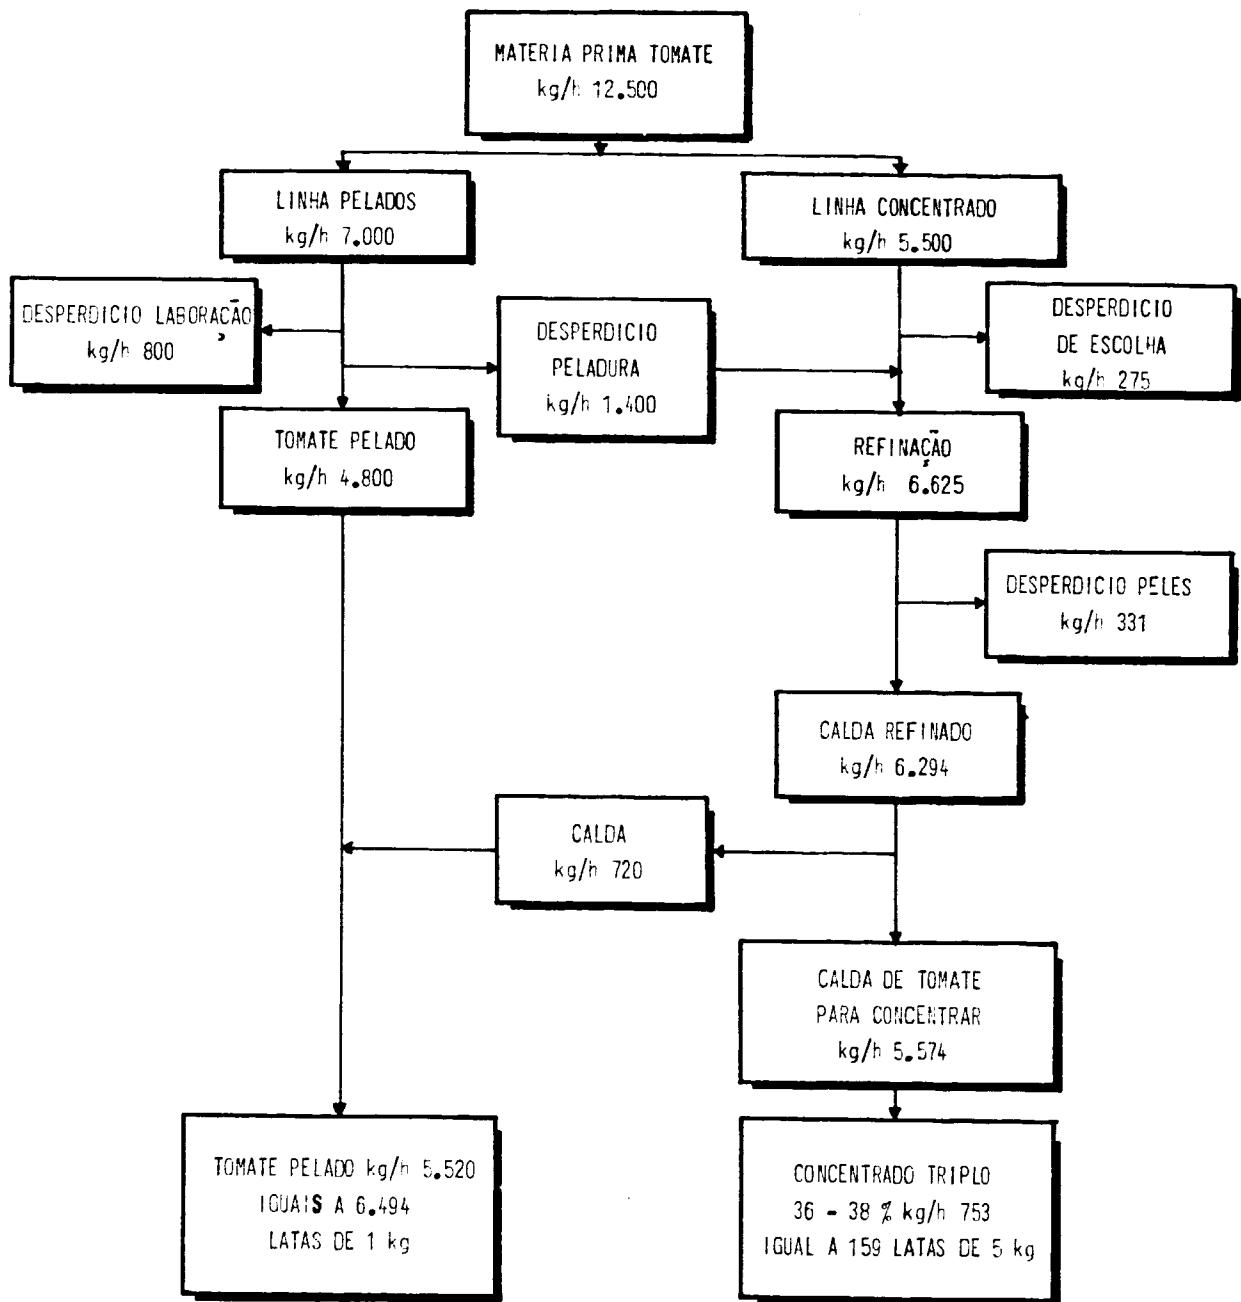 MATERIA PRIMA TOMATE
kg/h 12.500
LINHA PELADOS
kg/h 7.000
LINHA CONCENTRADO
kg/h 5.500
DESPERDICIO LABORAÇÃO
kg/h 800
DESPERDICIO
PELADURA
kg/h 1.400
DESPERDICIO
DE ESCOLHA
kg/h 275
TOMATE PELADO
kg/h 4.800
REFINAÇÃO
kg/h 6.625
DESPERDICIO PELES
kg/h 331
CALDA REFINADO
kg/h 6.294
CALDA
kg/h 720
CALDA DE TOMATE
PARA CONCENTRAR
kg/h 5.574
TOMATE PELADO kg/h 5.520
IGUAIS A 6.494
LATAS DE 1 kg
CONCENTRADO TRIPLO
36 - 38 % kg/h 753
IGUAL A 159 LATAS DE 5 kg